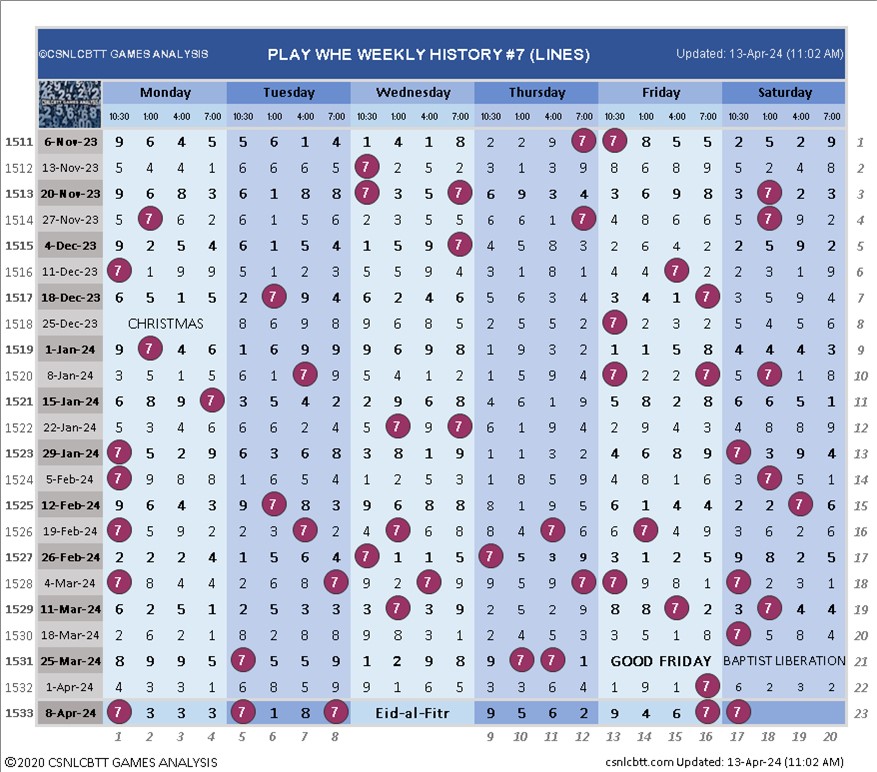 ©CSNLCBTT GAMES ANALYSIS PLAY WHE WEEKLY HISTORY #7 (LINES) Updated: 13-Apr-24 (11:02 AM)
Monday Tuesday Wednesday Thursday Friday Saturday
10:30 1:00 4:00 7:00 10:30 1:00 4:00 7:00 10:30 1:00 4:00 7:00 10:30 1:00 4:00 7:00 10:30 1:00 4:00 7:00 10:30 1:00 4:00 7:00
1511 6-Nov-23 9 6 4 5 5 6 1 4 1 4 1 8 2 2 9 7 7 8 5 5 2 5 2 9 1
1512 13-Nov-23 5 4 4 1 6 6 6 5 7 2 5 2 3 1 3 9 8 6 8 9 5 2 4 8 2
1513 20-Nov-23 9 6 8 3 6 1 8 8 7 3 5 7 6 9 3 4 3 6 9 8 3 7 2 3 3
1514 27-Nov-23 5 7 6 2 6 1 5 6 2 3 5 5 6 6 1 7 4 8 6 6 5 7 9 2 4
1515 4-Dec-23 9 2 5 4 6 1 5 4 1 5 9 7 4 5 8 3 2 6 4 2 2 5 9 2 5
1516 11-Dec-23 7 1 9 9 5 1 2 3 5 5 9 4 3 1 8 1 4 4 7 2 2 3 1 9 6
1517 18-Dec-23 6 5 1 5 2 7 9 4 6 2 4 6 5 6 3 4 3 4 1 7 3 5 9 4 7
1518 25-Dec-23 CHRISTMAS 8 6 9 8 9 6 8 5 2 5 5 2 7 2 3 2 5 4 5 6 8
1519 1-Jan-24 9 7 4 6 1 6 9 9 9 6 9 8 1 9 3 2 1 1 5 8 4 4 4 3 9
1520 8-Jan-24 3 5 1 5 6 1 7 9 5 4 1 2 1 5 9 4 7 2 2 7 5 7 1 8 10
1521 15-Jan-24 6 8 9 7 3 5 4 2 2 9 6 8 4 6 1 9 5 8 2 8 6 6 5 1 11
1522 22-Jan-24 5 3 4 6 6 6 2 4 5 7 9 7 6 1 9 4 2 9 4 3 4 8 8 9 12
1523 29-Jan-24 7 5 2 9 6 3 6 8 3 8 1 9 1 1 3 2 4 6 8 9 7 3 9 4 13
1524 5-Feb-24 7 9 8 8 1 6 5 4 1 2 5 3 1 8 5 9 4 8 6 4 3 7 5 1 14
1525 12-Feb-24 9 6 4 3 9 7 8 3 9 6 8 8 8 1 9 5 6 1 4 4 2 2 7 6 15
1526 19-Feb-24 7 5 9 2 2 3 7 2 4 7 6 8 8 4 7 6 6 7 4 9 3 6 2 6 16
1527 26-Feb-24 2 2 2 4 1 5 6 4 7 1 1 5 7 5 3 9 3 1 2 5 9 8 2 5 17
1528 4-Mar-24 7 8 4 4 2 6 8 7 9 2 7 9 9 5 9 7 7 9 8 1 7 2 3 1 18
1529 11-Mar-24 6 2 5 1 2 5 3 3 3 7 3 9 2 5 2 9 8 8 7 2 3 7 4 4 19
1530 18-Mar-24 2 6 2 1 8 2 8 8 9 8 3 1 2 4 5 3 3 5 1 8 7 5 8 4 20
1531 25-Mar-24 8 9 9 5 7 5 5 9 1 2 9 8 9 7 7 1 GOOD FRIDAY BAPTIST LIBERATION 21
1532 1-Apr-24 4 3 3 1 6 8 5 9 9 1 6 5 3 3 6 4 1 9 1 7 6 2 3 2 22
1533 8-Apr-24 7 3 3 3 7 1 8 7 Eid-al-Fitr 9 5 6 2 9 4 6 7 7 23
1 2 3 4 5 6 7 8 9 10 11 12 13 14 15 16 17 18 19 20
©2020 CSNLCBTT GAMES ANALYSIS csnlcbtt.com Updated: 13-Apr-24 (11:02 AM)